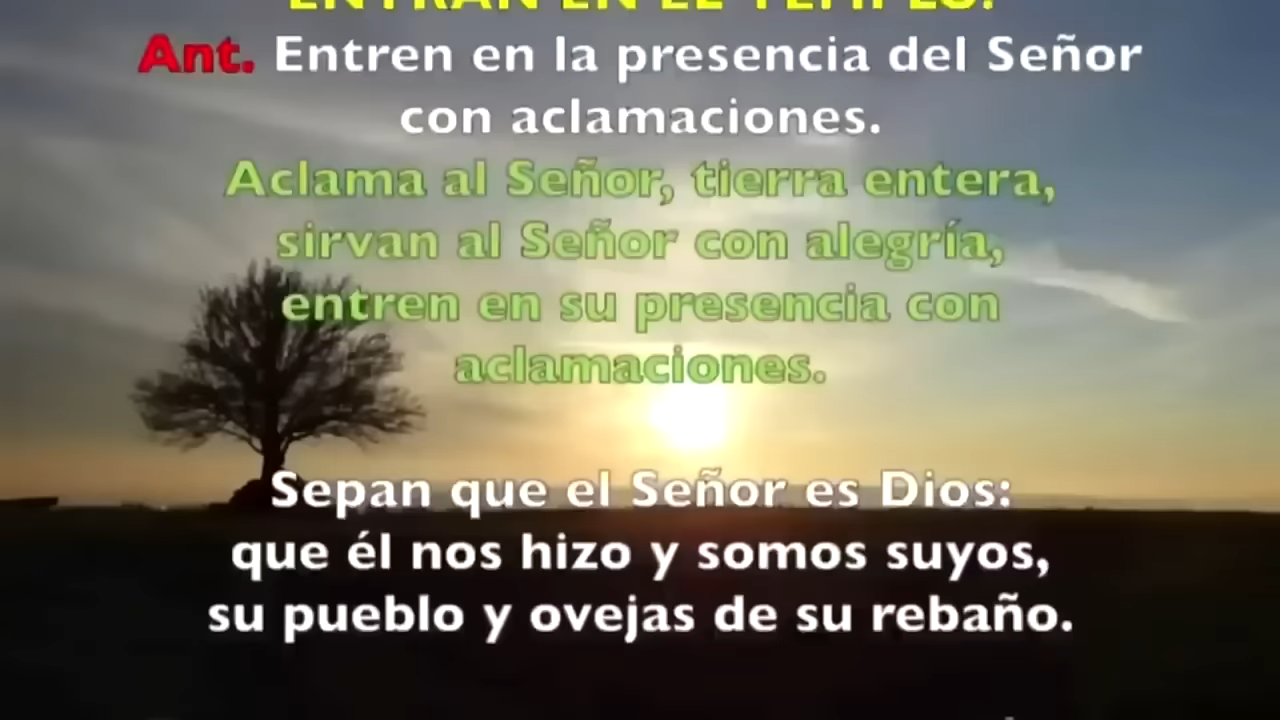 ENTRAN EN EL TEMPLO.
Ant. Entren en la presencia del Señor
con aclamaciones.
Aclama al Señor, tierra entera,
sirvan al Señor con alegría,
entren en su presencia con
aclamaciones.
Sepan que el Señor es Dios:
que él nos hizo y somos suyos,
su pueblo y ovejas de su rebaño.